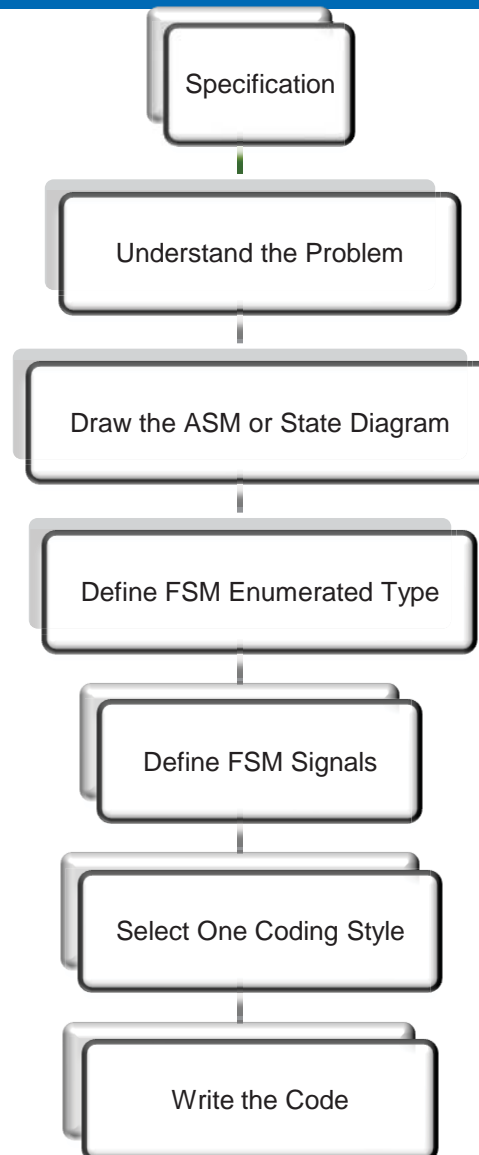 Specification
Understand the Problem
Draw the ASM or State Diagram
Define FSM Enumerated Type
Define FSM Signals
Select One Coding Style
Write the Code